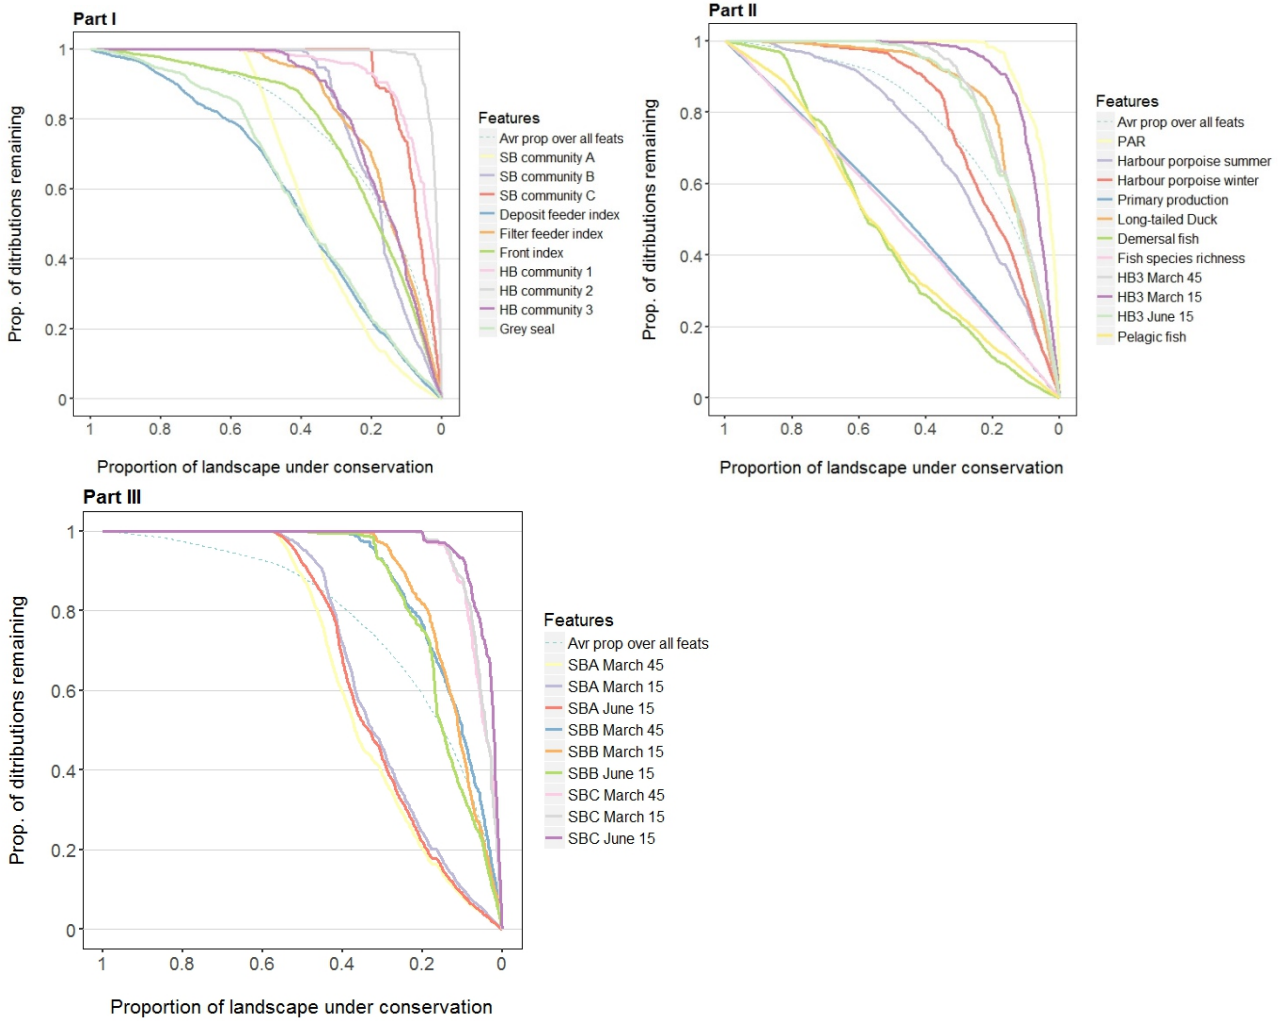 Part I
Prop. of ditributions remaining
1
0.8
0.6
0.4
0.2
0
1
0.8
0.6
0.4
0.2
0
Proportion of landscape under conservation
Features
Avr prop over all feats
SB community A
SB community B
SB community C
Deposit feeder index
Filter feeder index
Front index
HB community 1
HB community 2
HB community 3
Grey seal
Part II
Prop. of ditributions remaining
1
0.8
0.6
0.4
0.2
0
1
0.8
0.6
0.4
0.2
0
Proportion of landscape under conservation
Features
Avr prop over all feats
PAR
Harbour porpoise summer
Harbour porpoise winter
Primary production
Long-tailed Duck
Demersal fish
Fish species richness
HB3 March 45
HB3 March 15
HB3 June 15
Pelagic fish
Part III
Prop. of ditributions remaining
1
0.8
0.6
0.4
0.2
0
1
0.8
0.6
0.4
0.2
0
Proportion of landscape under conservation
Features
Avr prop over all feats
SBA March 45
SBA March 15
SBA June 15
SBB March 45
SBB March 15
SBB June 15
SBC March 45
SBC March 15
SBC June 15